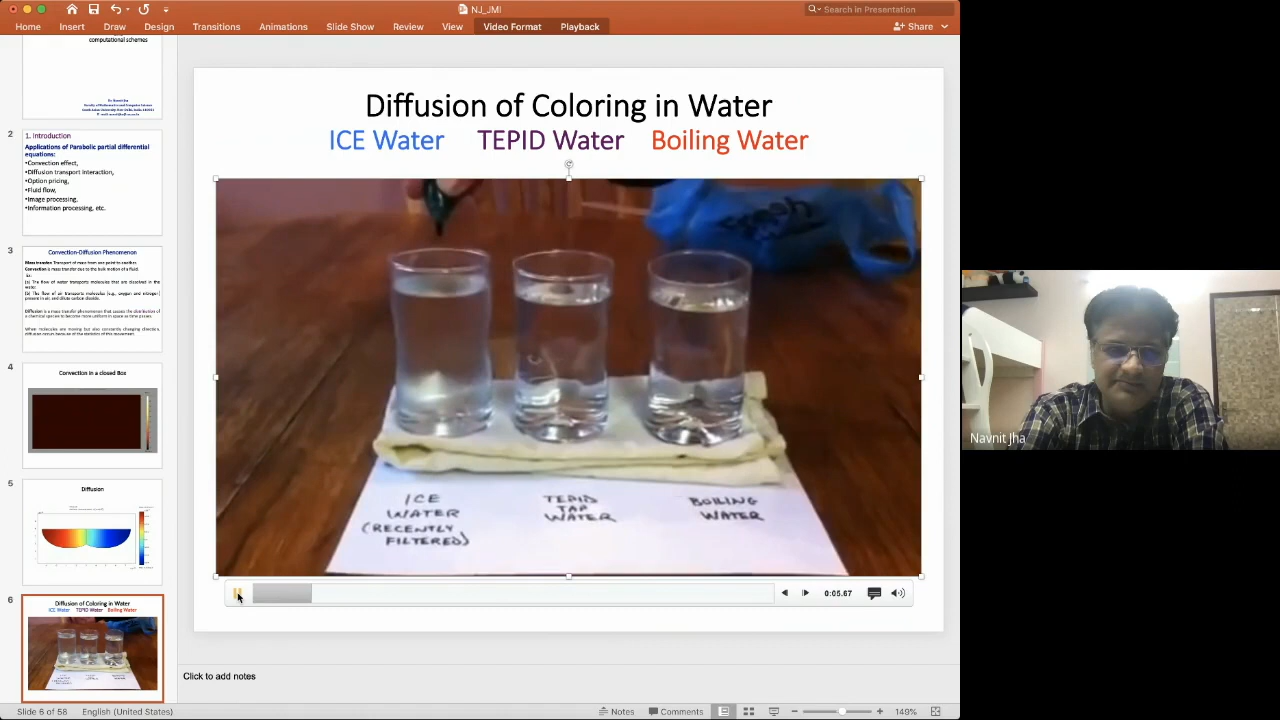 NJ_JMI
Search in Presentation
Home Insert Draw Design Transitions Animations Slide Show Review View Video Format Playback
Share
computational schemes
2
1. Introduction
Applications of Parabolic partial differential
equations:
•Convection effect,
•Diffusion transport interaction,
•Option pricing,
•Fluid flow,
•Image processing,
•Information processing, etc.
3
Convection-Diffusion Phenomenon
4
Convection in a closed Box
5
Diffusion
6
Diffusion of Coloring in Water
ICE Water TEPID Water Boiling Water
Diffusion of Coloring in Water
ICE Water TEPID Water Boiling Water
ICE
WATER
(RECENTLY
FILTERED)
TEPID
TAP
WATER
BOILING
WATER
0:05.67
Click to add notes
Slide 6 of 58 English (United States)
Notes Comments 149%
Navnit Jha